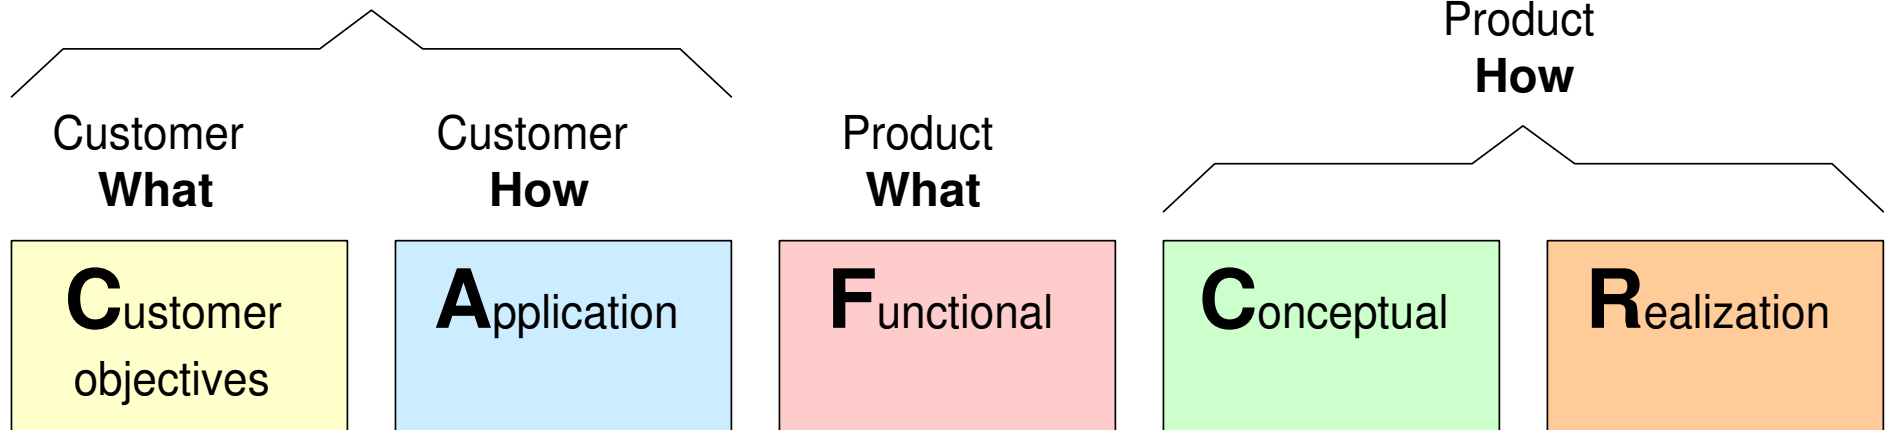 Product
How
Customer
What
Customer
How
Product
What
Customer
objectives
Application
Functional
Conceptual
Realization